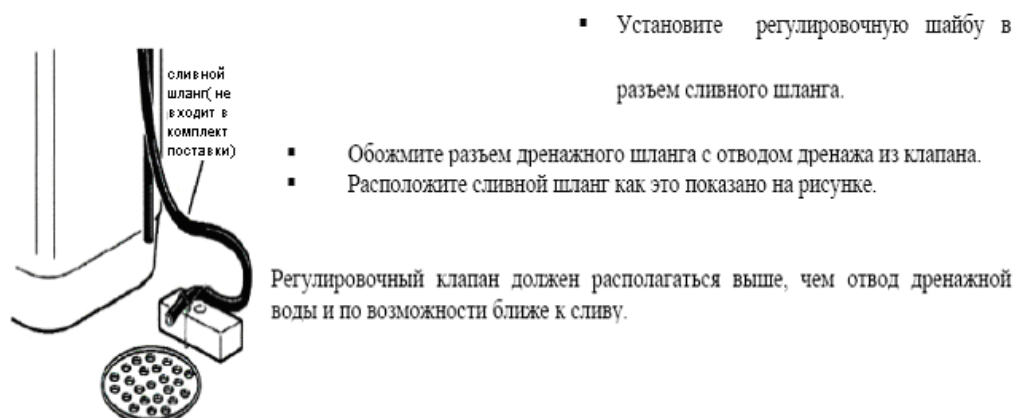 ▪ Установите регулировочную шайбу в
разъем сливного шланга.
сливной
шланг( не
входит в
комплект
поставки)
▪ Обожмите разъем дренажного шланга с отводом дренажа из клапана.
▪ Расположите сливной шланг как это показано на рисунке.
Регулировочный клапан должен располагаться выше, чем отвод дренажной
воды и по возможности ближе к сливу.